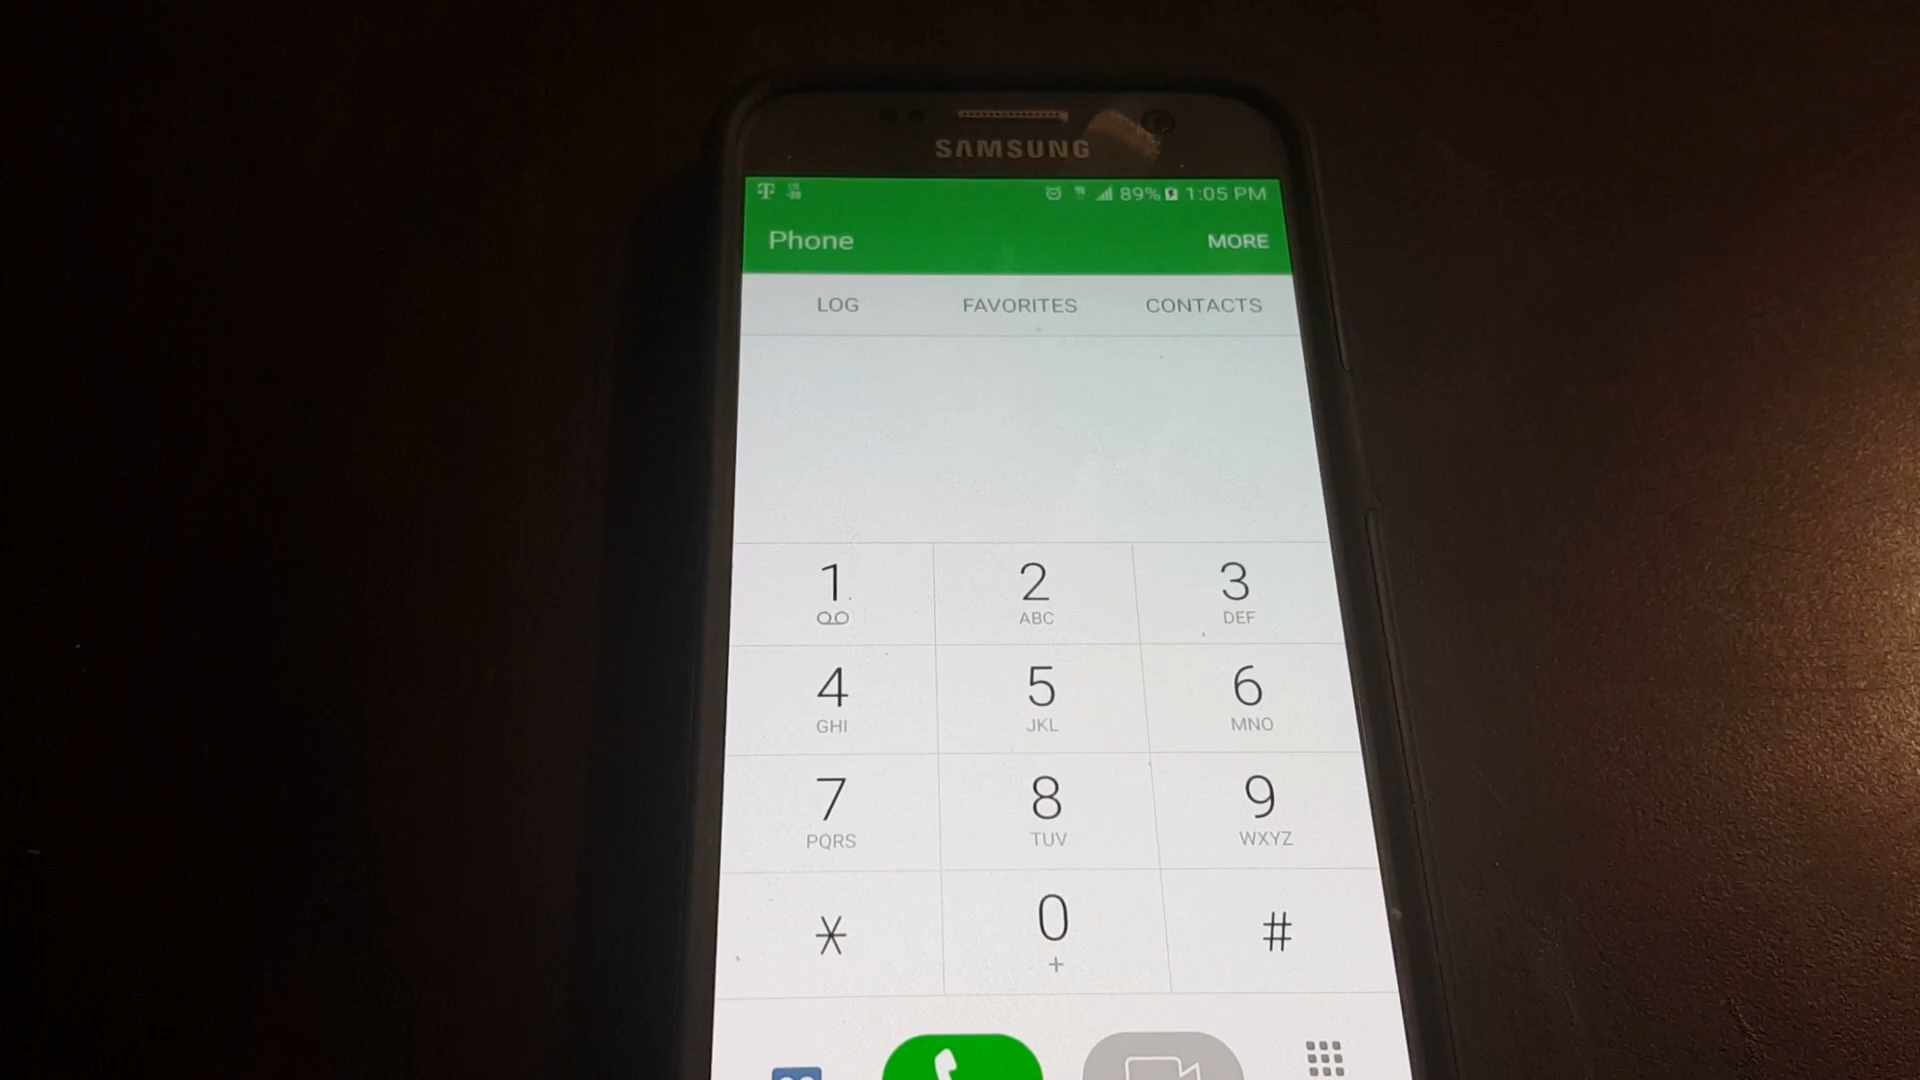 SAMSUNG
T 89% 1:05 PM
Phone MORE
LOG FAVORITES CONTACTS
1 2 3
ABC DEF
4 5 6
GHI JKL MNO
7 8 9
PQRS TUV WXYZ
* 0 #
+